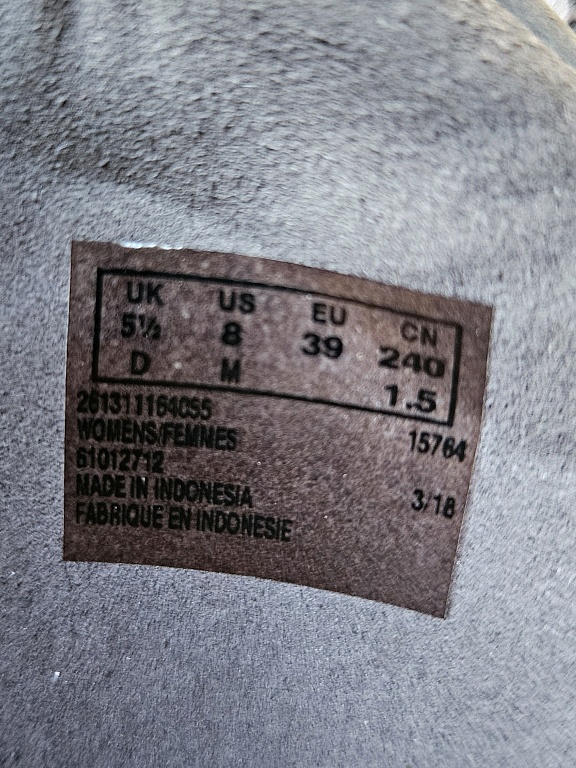 UK US EU CN
5½ 8 39 240
D M 1.5
261311164055
WOMENS/FEMNES 15764
61012712
MADE IN INDONESIA 3/18
FABRIQUE EN INDONESIE